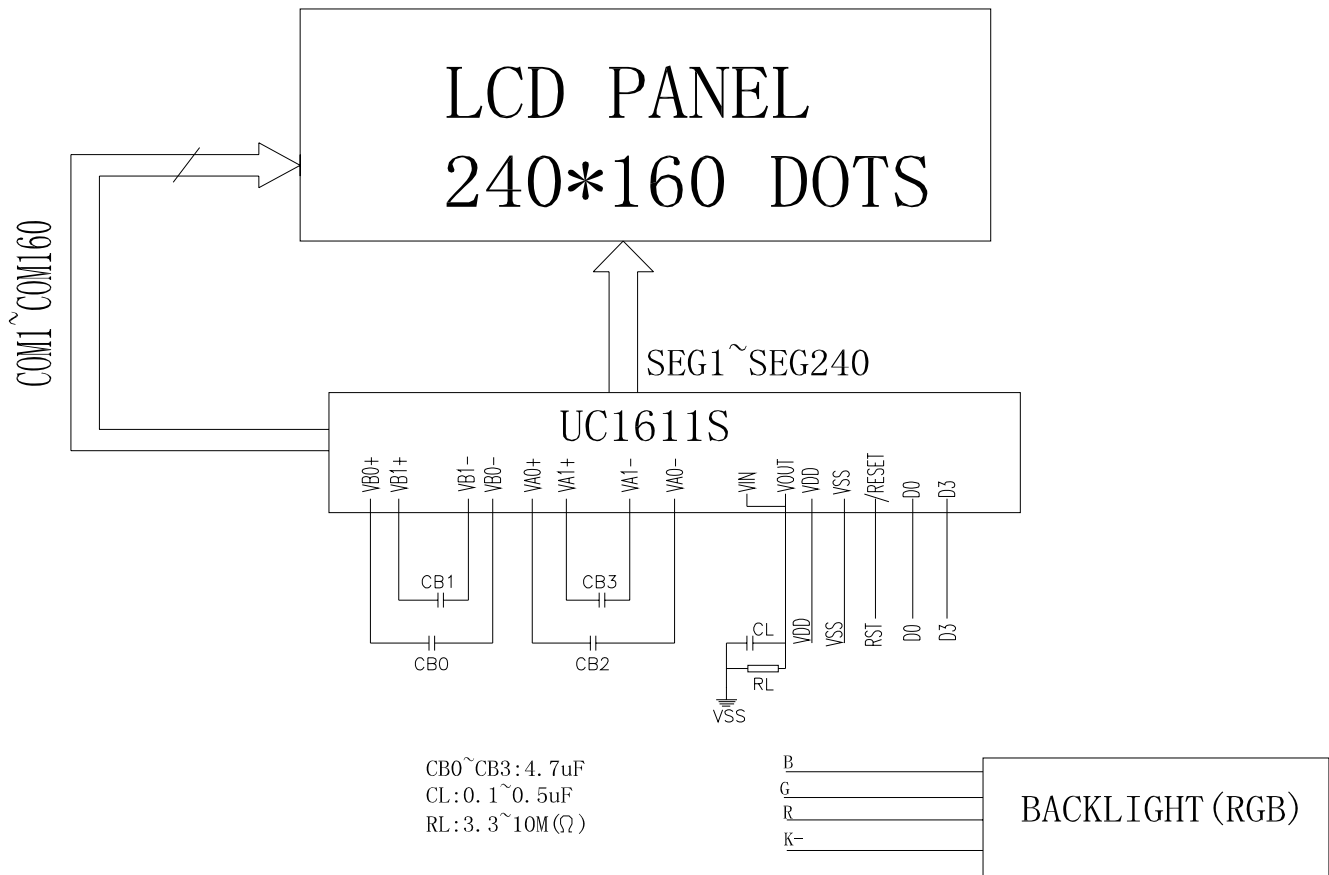 LCD PANEL
240*160 DOTS
COM1~COM160
SEG1~SEG240
UC1611S
VB0+
VB1+
VB1-
VB0-
VA0+
VA1+
VA1-
VA0-
VIN
VOUT
VDD
VSS
/RESET
D0
D3
CB1
CB3
CB0
CB2
CL
RL
VSS
VDD
VSS
RST
D0
D3
CB0~CB3:4.7uF
CL:0.1~0.5uF
RL:3.3~10M(Ω)
B
G
R
K-
BACKLIGHT(RGB)